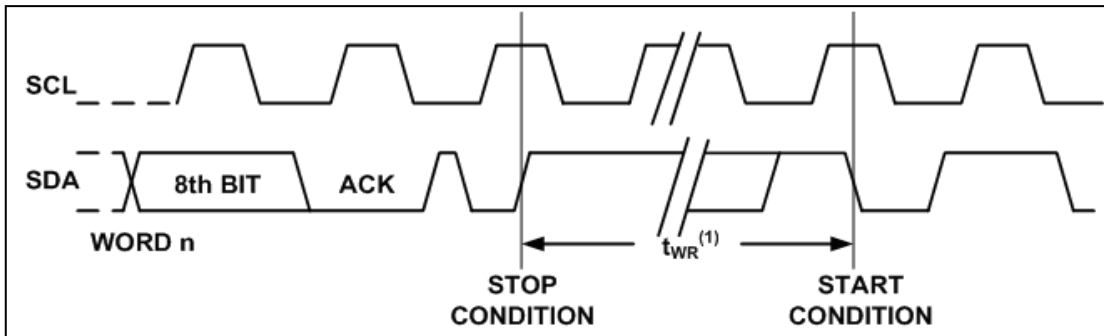 SCL
SDA
8th BIT
ACK
WORD n
tWR(1)
STOP
CONDITION
START
CONDITION